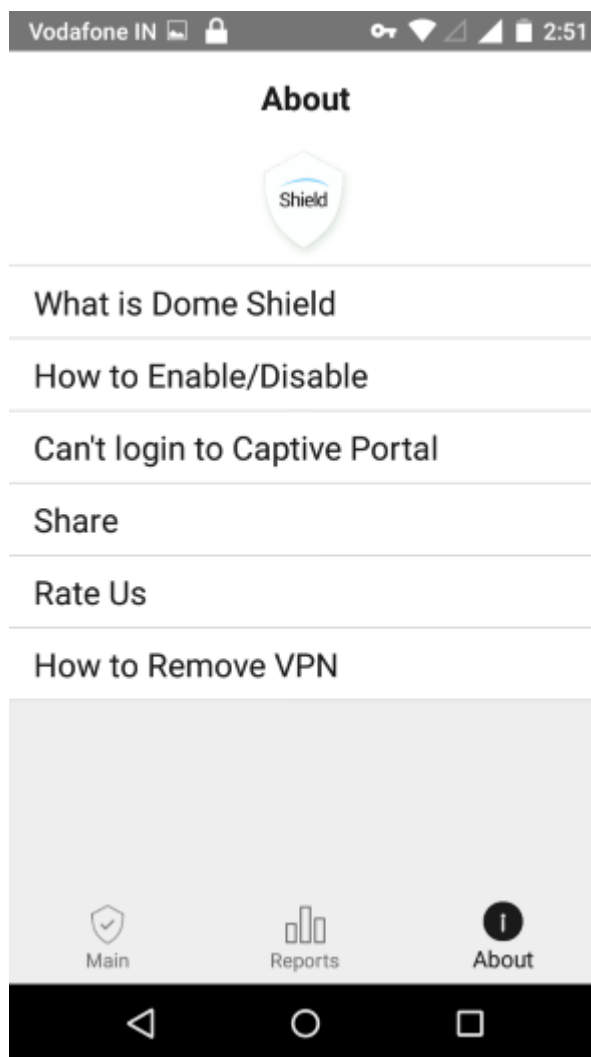 Vodafone IN 2:51
About
Shield
What is Dome Shield
How to Enable/Disable
Can't login to Captive Portal
Share
Rate Us
How to Remove VPN
Main Reports About